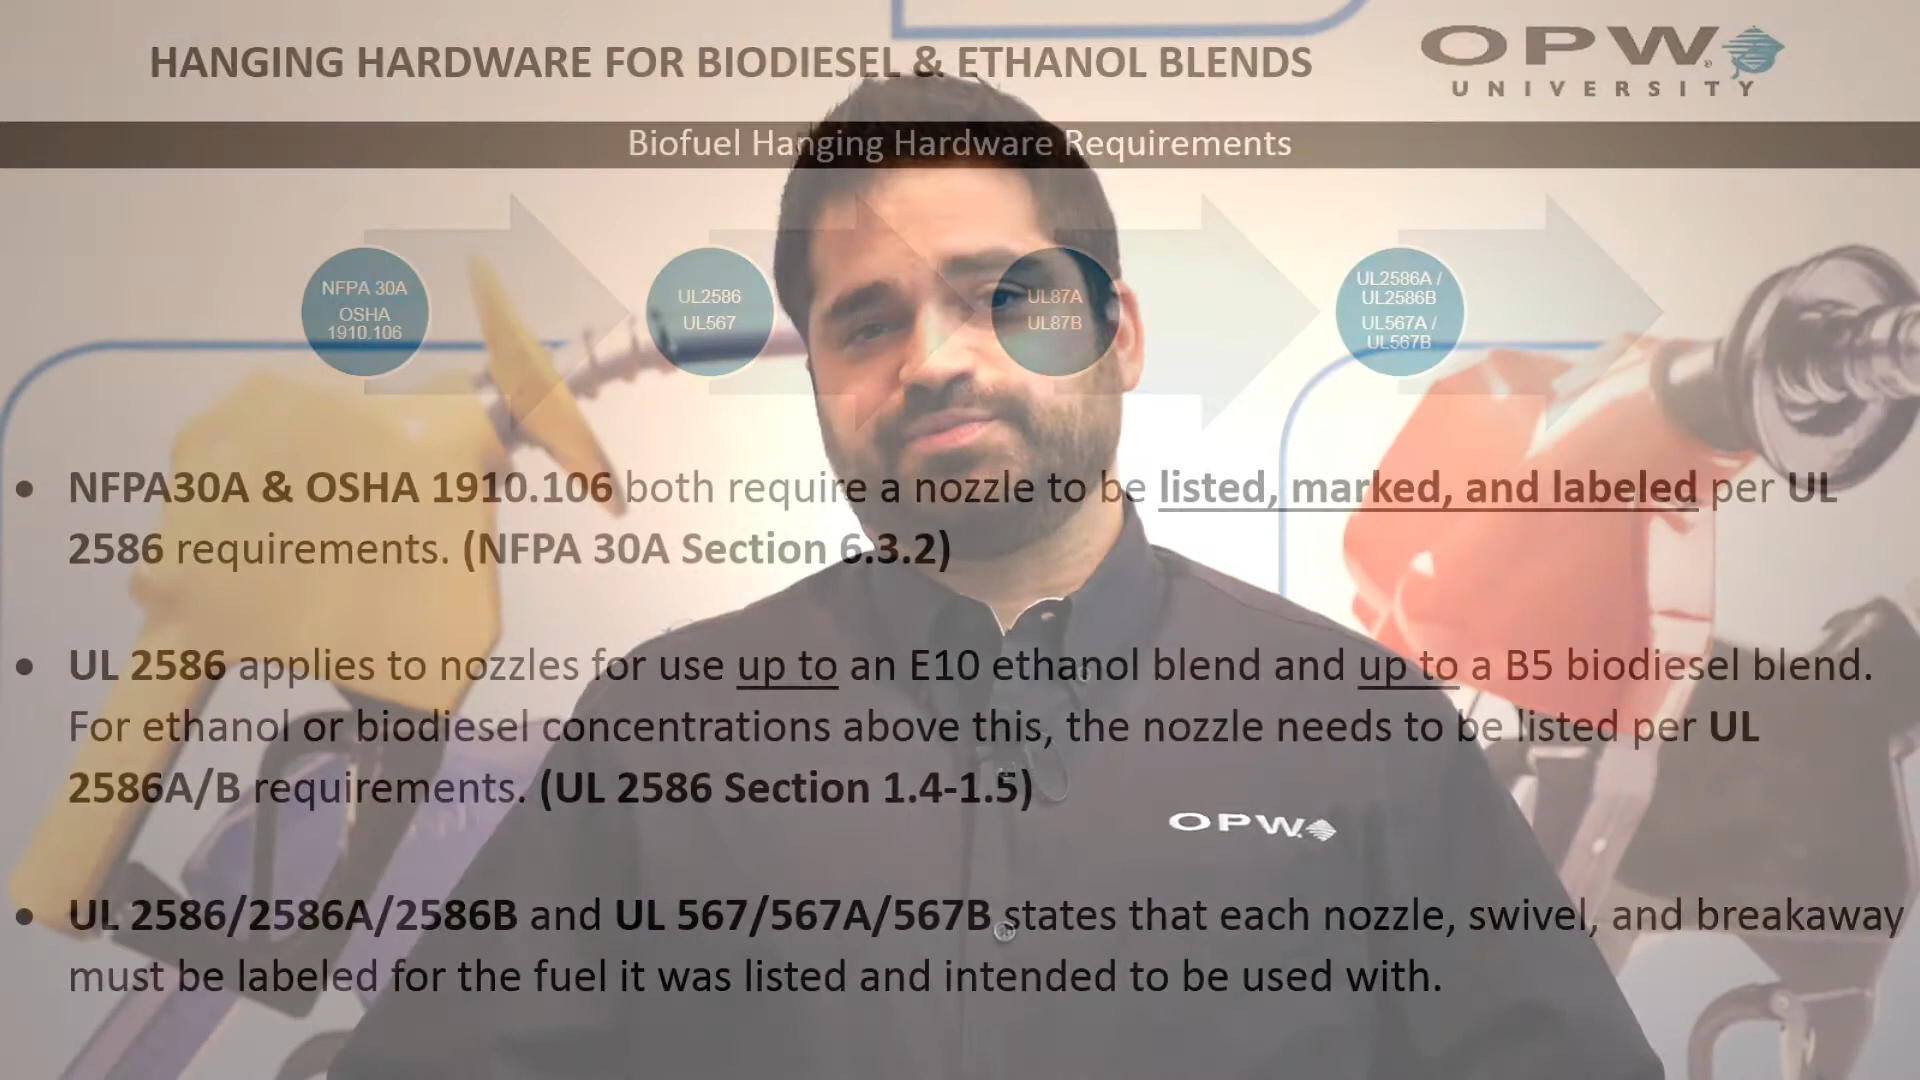 HANGING HARDWARE FOR BIODIESEL & ETHANOL BLENDS
OPW
UNIVERSITY
Biofuel Hanging Hardware Requirements
NFPA 30A
OSHA
1910.106
UL2586
UL567
UL87A
UL87B
UL2586A /
UL2586B
UL567A /
UL567B
• NFPA30A & OSHA 1910.106 both require a nozzle to be listed, marked, and labeled per UL
2586 requirements. (NFPA 30A Section 6.3.2)
• UL 2586 applies to nozzles for use up to an E10 ethanol blend and up to a B5 biodiesel blend.
For ethanol or biodiesel concentrations above this, the nozzle needs to be listed per UL
2586A/B requirements. (UL 2586 Section 1.4-1.5)
OPW
• UL 2586/2586A/2586B and UL 567/567A/567B states that each nozzle, swivel, and breakaway
must be labeled for the fuel it was listed and intended to be used with.